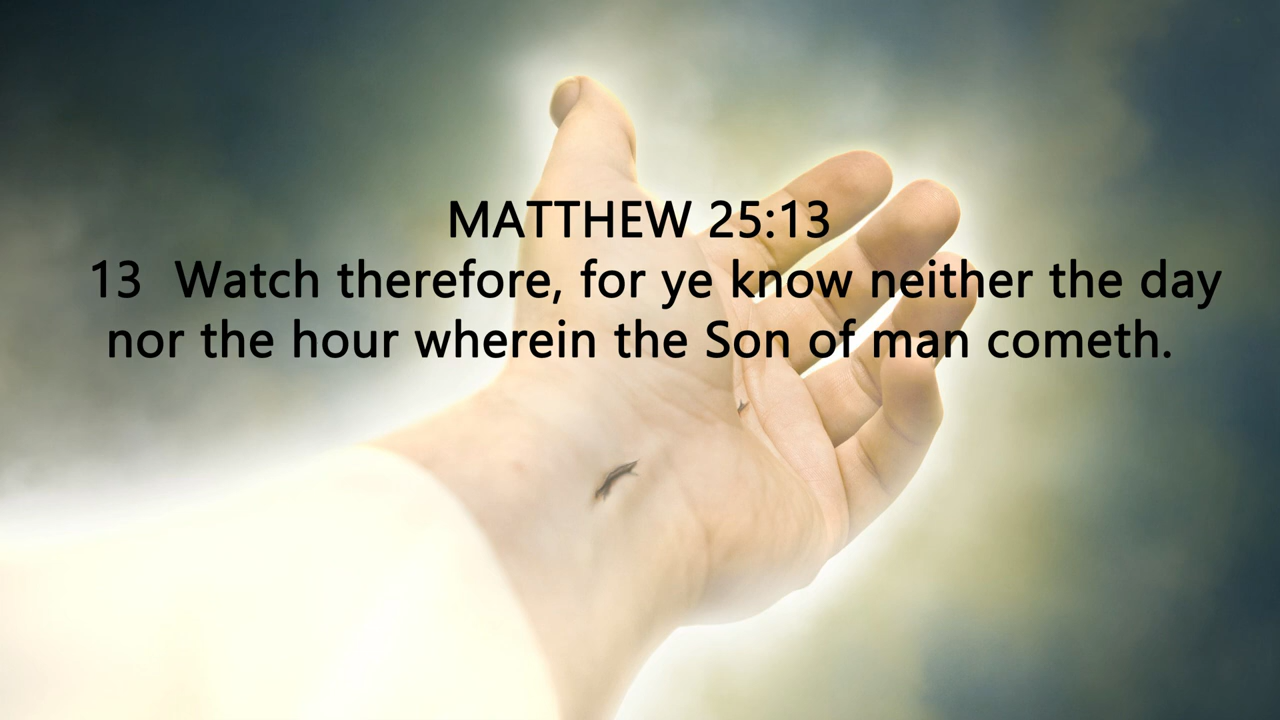 MATTHEW 25:13
13 Watch therefore, for ye know neither the day
nor the hour wherein the Son of man cometh.